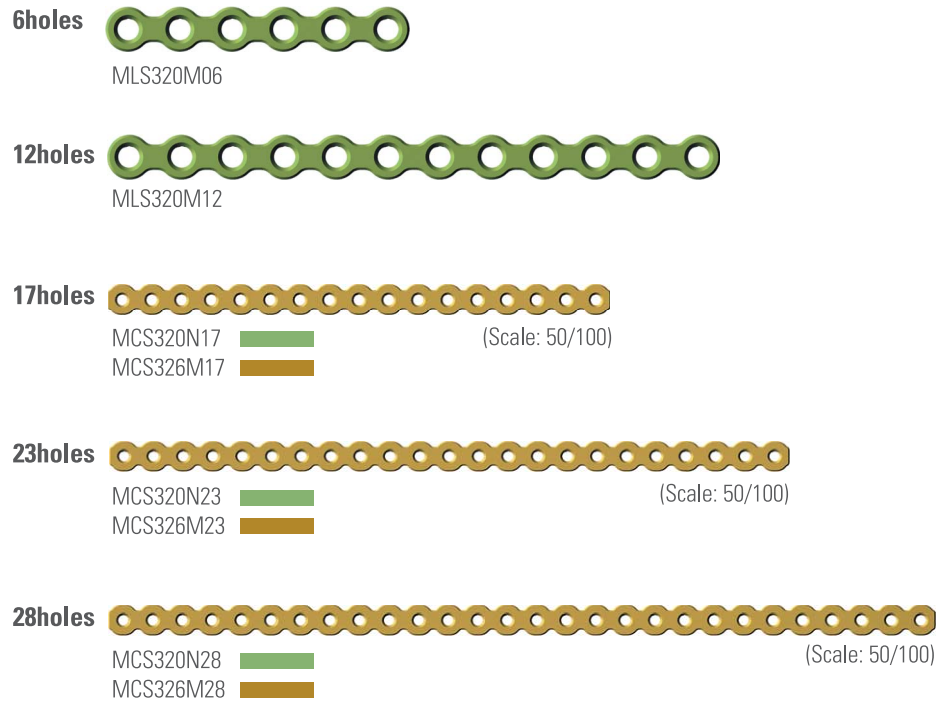 6holes
MLS320M06
12holes
MLS320M12
17holes
MCS320N17
(Scale: 50/100)
MCS326M17
23holes
MCS320N23
(Scale: 50/100)
MCS326M23
28holes
MCS320N28
(Scale: 50/100)
MCS326M28